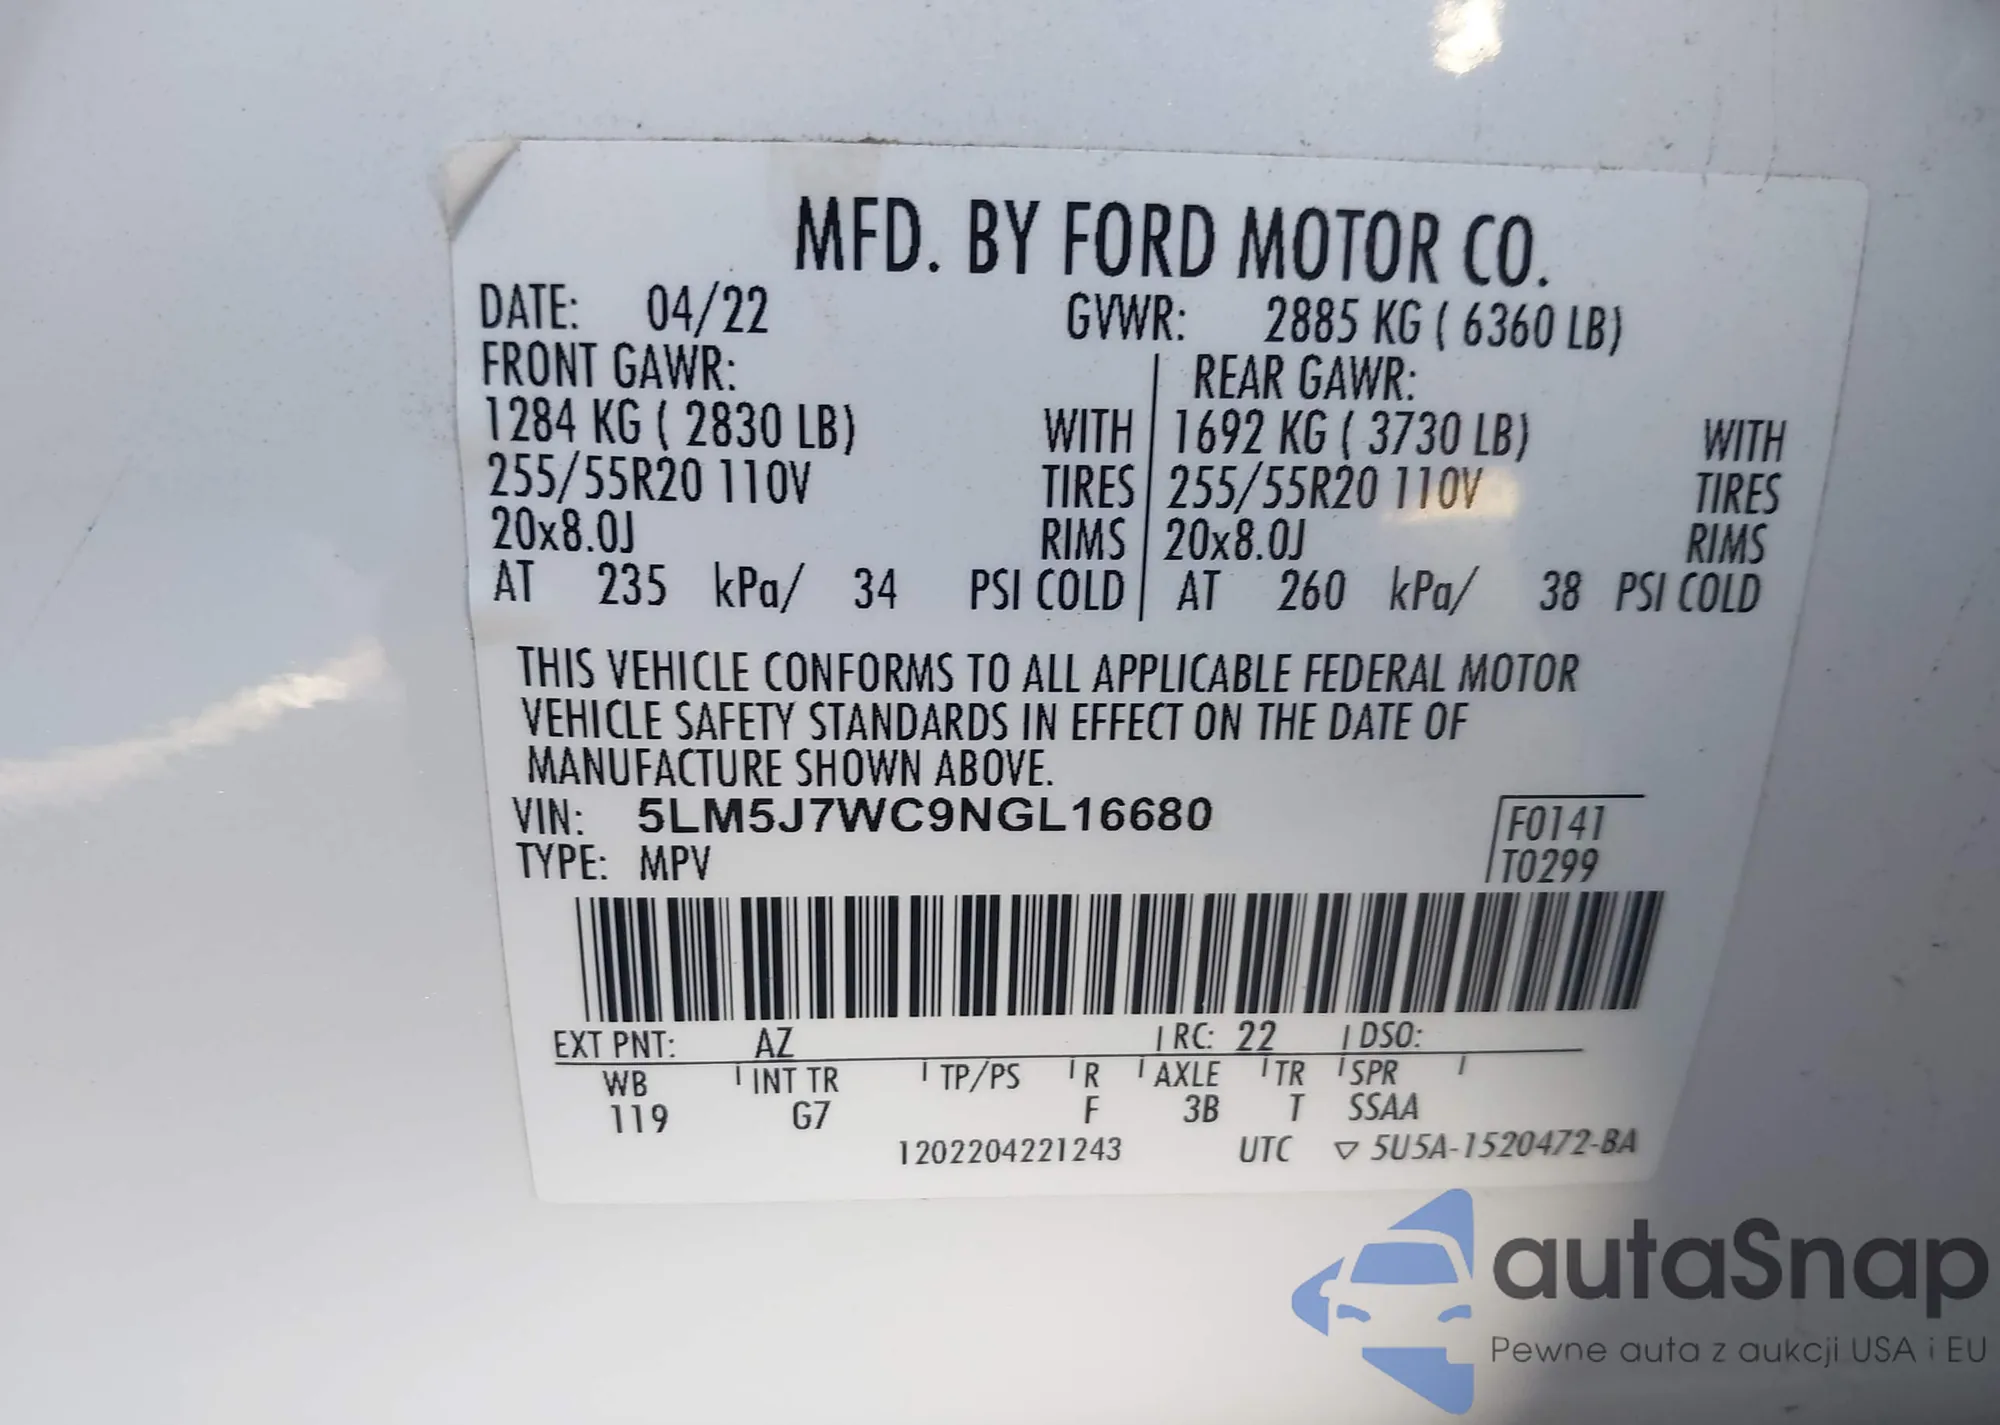 MFD. BY FORD MOTOR CO.
DATE: 04/22 GVWR: 2885 KG ( 6360 LB)
FRONT GAWR: REAR GAWR:
1284 KG ( 2830 LB) WITH 1692 KG ( 3730 LB) WITH
255/55R20 110V TIRES 255/55R20 110V TIRES
20x8.0J RIMS 20x8.0J RIMS
AT 235 kPa/ 34 PSI COLD AT 260 kPa/ 38 PSI COLD
THIS VEHICLE CONFORMS TO ALL APPLICABLE FEDERAL MOTOR
VEHICLE SAFETY STANDARDS IN EFFECT ON THE DATE OF
MANUFACTURE SHOWN ABOVE.
VIN: 5LM5J7WC9NGL16680 F0141
TYPE: MPV T0299
EXT PNT: AZ RC: 22 DSO:
WB INT TR TP/PS R AXLE TR SPR
119 G7 F 3B T SSAA
1202204221243 UTC ▽ 5U5A-1520472-BA
autoSnap
Pewne auta z aukcji USA i EU